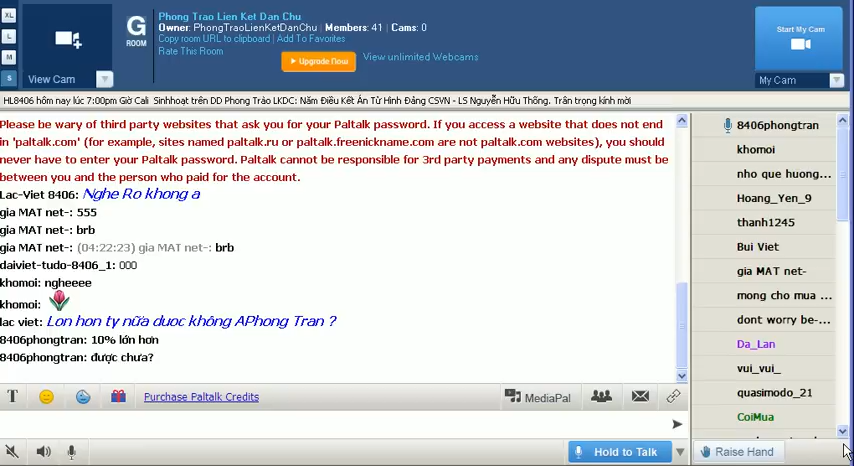 XL
L
M
S
View Cam
G
ROOM
Phong Trao Lien Ket Dan Chu
Owner: PhongTraoLienKetDanChu | Members: 41 | Cams: 0
Copy room URL to clipboard | Add To Favorites
Rate This Room
Upgrade Now
View unlimited Webcams
Start My Cam
My Cam
HL8406 hôm nay lúc 7:00pm Giờ Cali Sinhhoạt trên DD Phong Trào LKDC: Năm Điều Kết Án Tử Hình Đảng CSVN - LS Nguyễn Hữu Thống. Trân trọng kính mời
Please be wary of third party websites that ask you for your Paltalk password. If you access a website that does not end
in 'paltalk.com' (for example, sites named paltalk.ru or paltalk.freenickname.com are not paltalk.com websites), you should
never have to enter your Paltalk password. Paltalk cannot be responsible for 3rd party payments and any dispute must be
between you and the person who paid for the account.
Lac-Viet 8406: Nghe Ro khong a
gia MAT net-: 555
gia MAT net-: brb
gia MAT net-: (04:22:23) gia MAT net-: brb
daiviet-tudo-8406_1: 000
khomoi: ngheeee
khomoi:
lac viet: Lon hon tỵ nữa duoc không APhong Tran ?
8406phongtran: 10% lớn hơn
8406phongtran: được chưa?
T
Purchase Paltalk Credits
MediaPal
Hold to Talk
8406phongtran
khomoi
nho que huong...
Hoang_Yen_9
thanh1245
Bui Viet
gia MAT net-
mong cho mua ...
dont worry be-...
Da_Lan
vui_vui_
quasimodo_21
CoiMua
Raise Hand